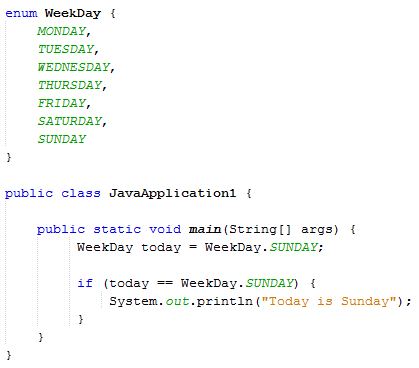 enum WeekDay {
    MONDAY,
    TUESDAY,
    WEDNESDAY,
    THURSDAY,
    FRIDAY,
    SATURDAY,
    SUNDAY
}

public class JavaApplication1 {

    public static void main(String[] args) {
         WeekDay today = WeekDay.SUNDAY;

         if (today == WeekDay.SUNDAY) {
             System.out.println("Today is Sunday");
         }
    }
}